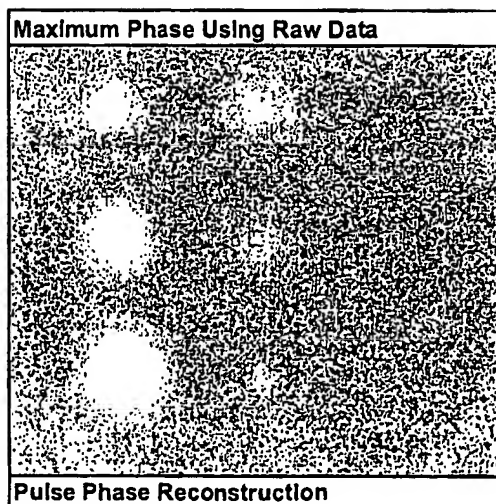 Maximum Phase Using Raw Data
Pulse Phase Reconstruction